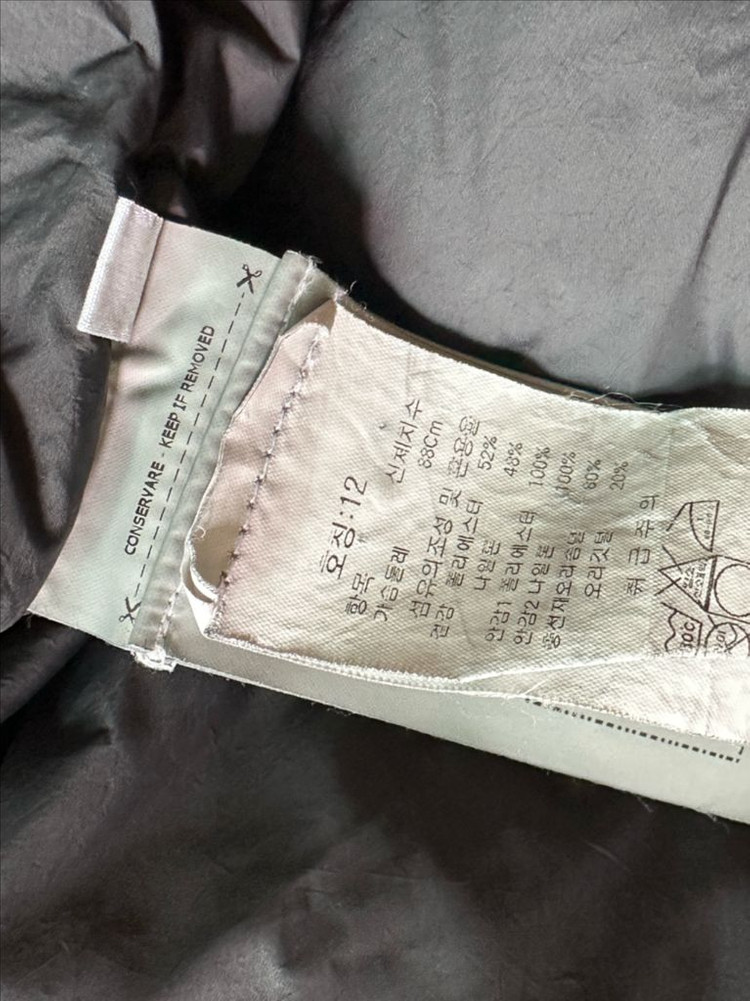 CONSERVARE - KEEP IF REMOVED
호칭:12
항목 신체치수
가슴둘레 88Cm
섬유의조성 및 혼용율
겉감 폴리에스터 52%
나일론 48%
안감1 폴리에스터 100%
안감2 나일론 100%
충전재오리솜털 80%
오리깃털 20%
취 급 주 의